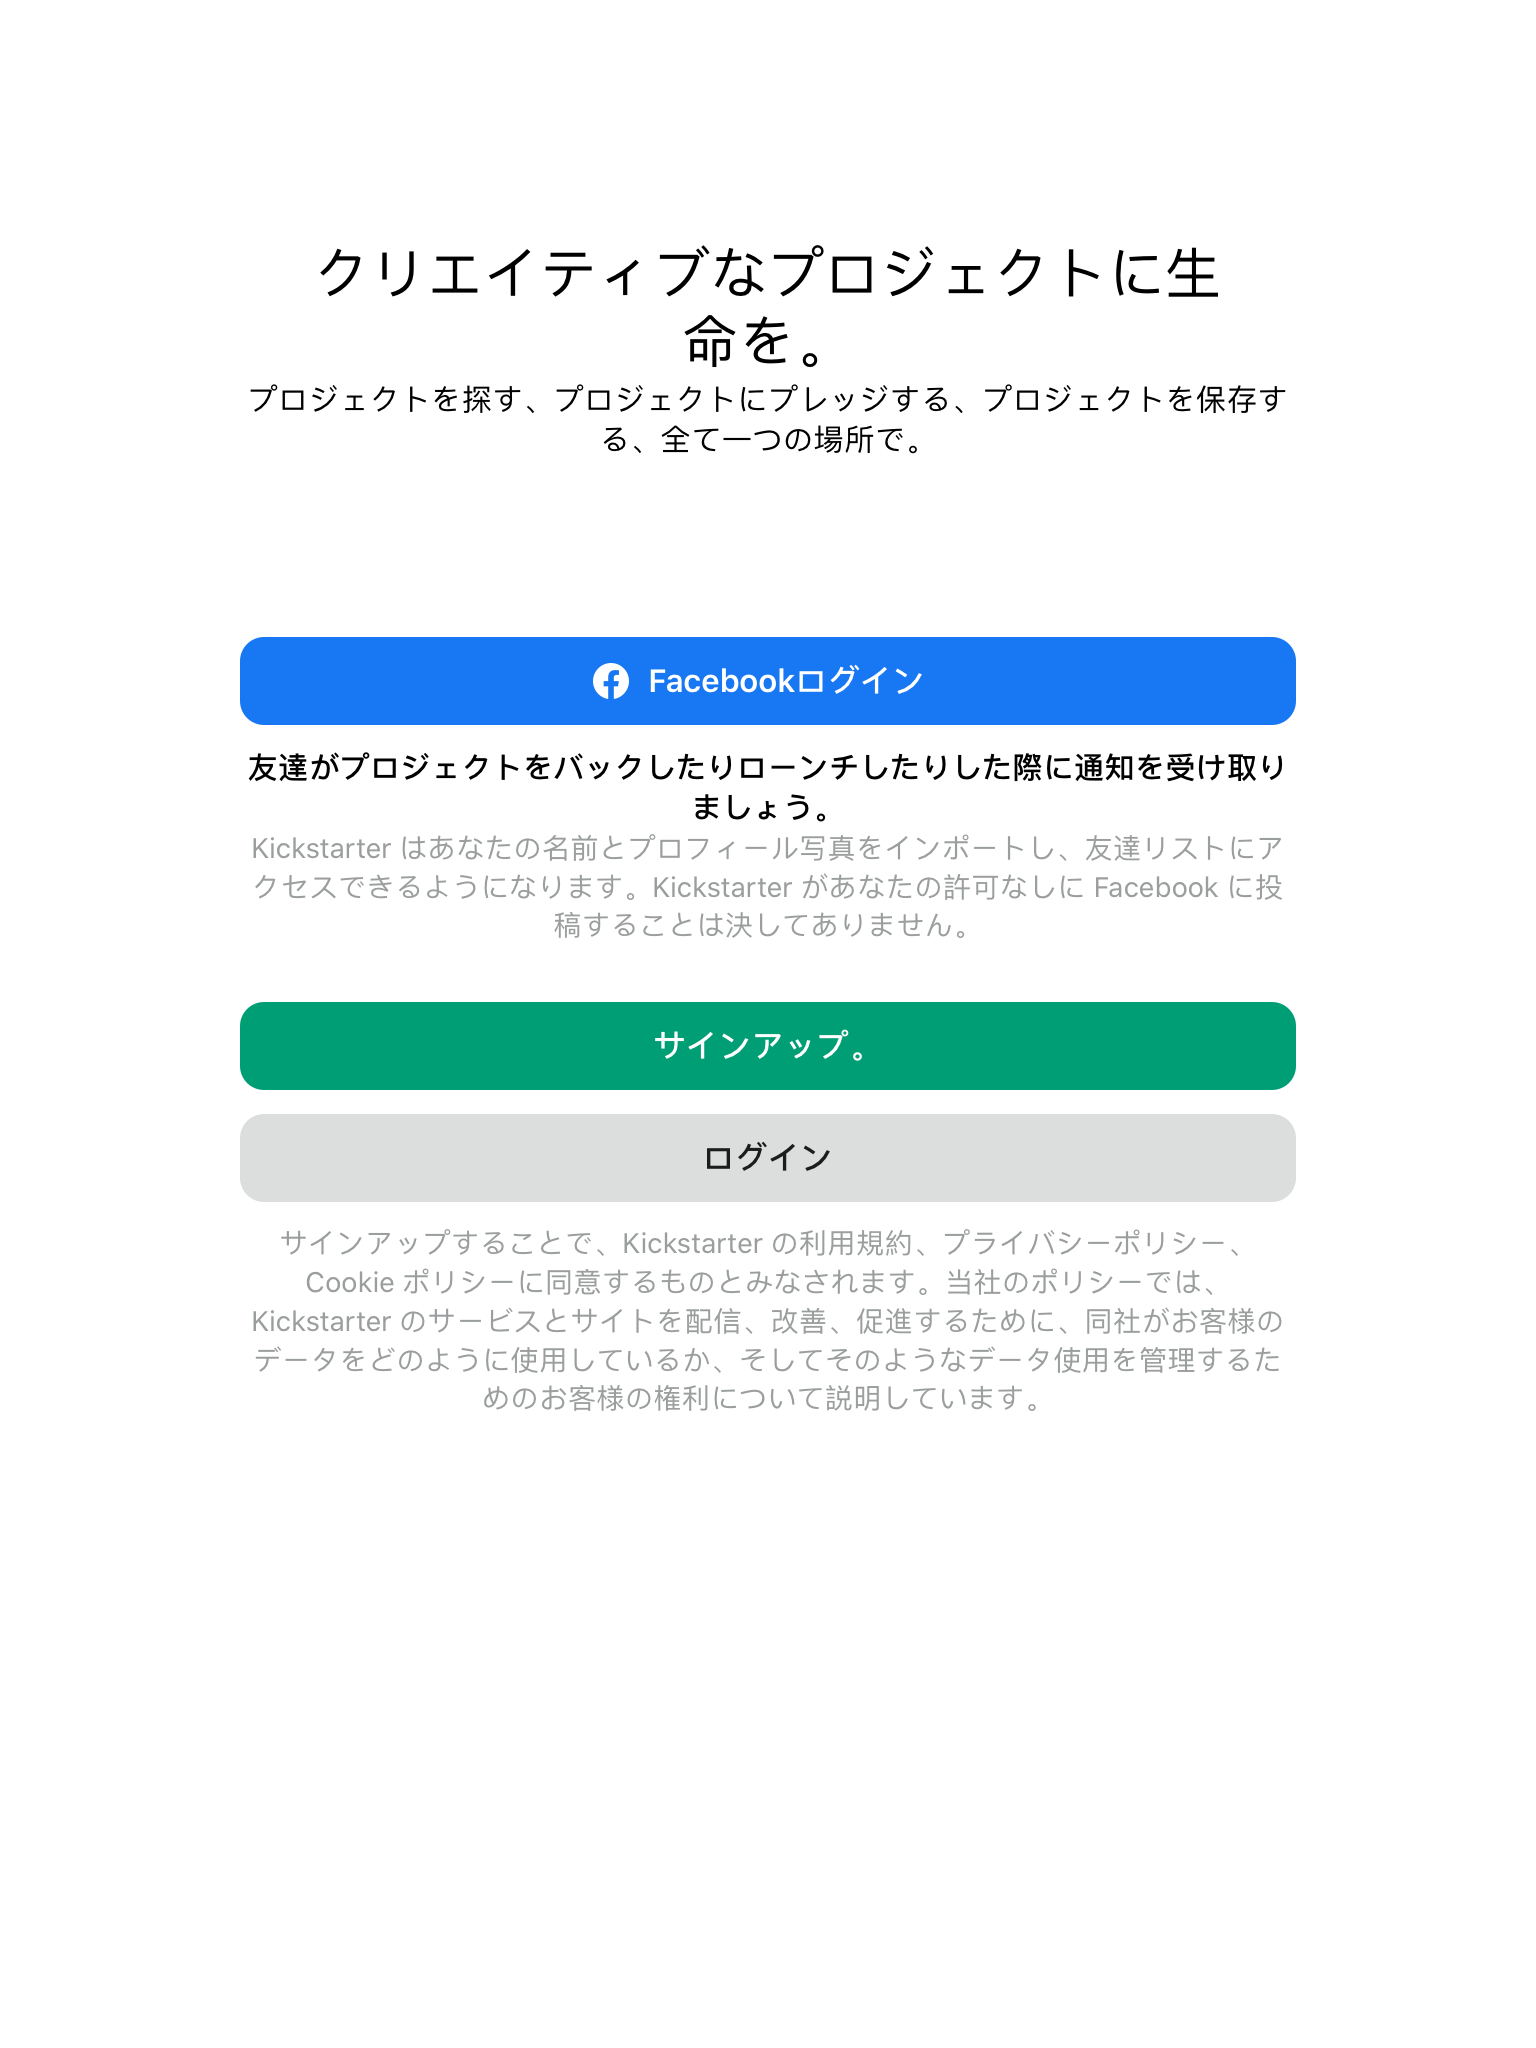 クリエイティブなプロジェクトに生
命を。
プロジェクトを探す、プロジェクトにプレッジする、プロジェクトを保存す
る、全て一つの場所で。
Facebookログイン
友達がプロジェクトをバックしたりローンチしたりした際に通知を受け取り
ましょう。
Kickstarter はあなたの名前とプロフィール写真をインポートし、友達リストにア
クセスできるようになります。Kickstarter があなたの許可なしに Facebook に投
稿することは決してありません。
サインアップ。
ログイン
サインアップすることで、Kickstarter の利用規約、プライバシーポリシー、
Cookie ポリシーに同意するものとみなされます。当社のポリシーでは、
Kickstarter のサービスとサイトを配信、改善、促進するために、同社がお客様の
データをどのように使用しているか、そしてそのようなデータ使用を管理するた
めのお客様の権利について説明しています。